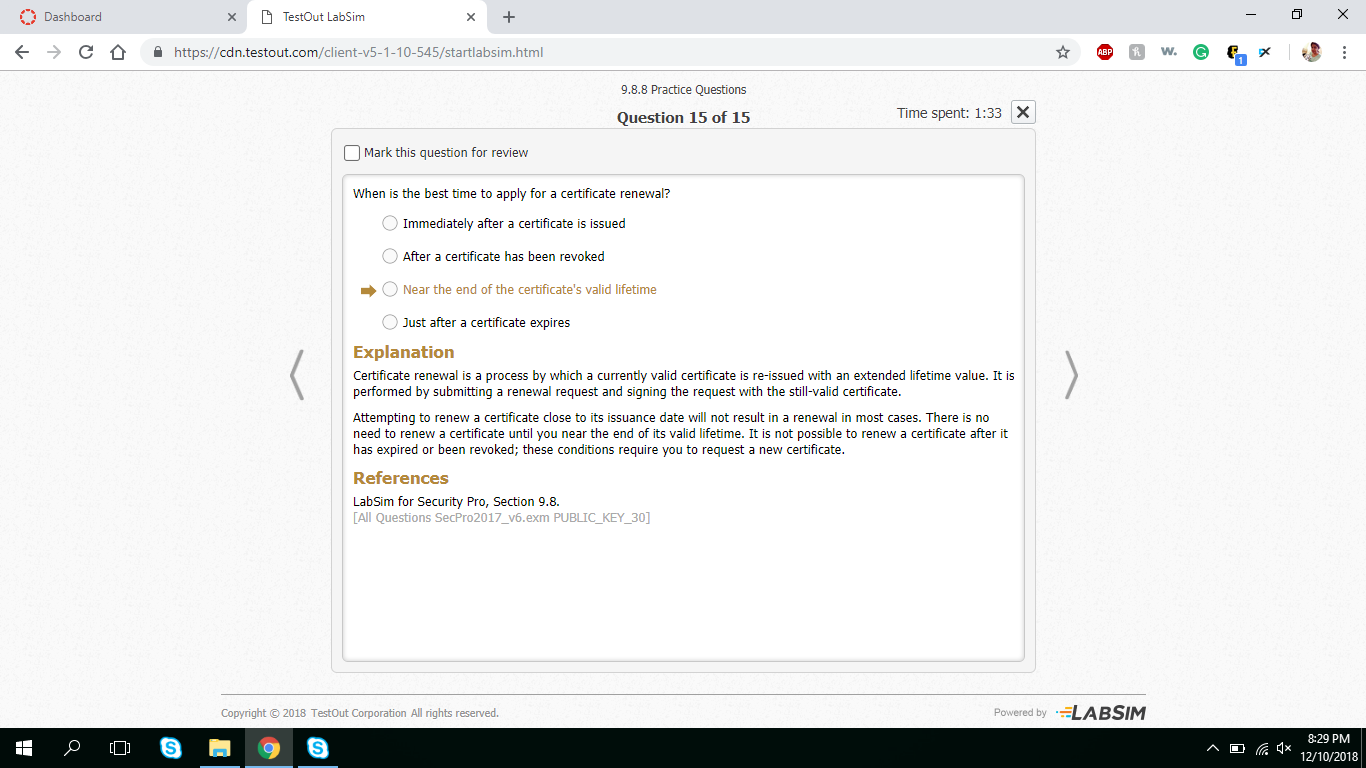 Dashboard
TestOut LabSim
https://cdn.testout.com/client-v5-1-10-545/startlabsim.html
ABP
w.
1
9.8.8 Practice Questions
Question 15 of 15
Time spent: 1:33
Mark this question for review
When is the best time to apply for a certificate renewal?
Immediately after a certificate is issued
After a certificate has been revoked
Near the end of the certificate's valid lifetime
Just after a certificate expires
Explanation
Certificate renewal is a process by which a currently valid certificate is re-issued with an extended lifetime value. It is
performed by submitting a renewal request and signing the request with the still-valid certificate.
Attempting to renew a certificate close to its issuance date will not result in a renewal in most cases. There is no
need to renew a certificate until you near the end of its valid lifetime. It is not possible to renew a certificate after it
has expired or been revoked; these conditions require you to request a new certificate.
References
LabSim for Security Pro, Section 9.8.
[All Questions SecPro2017_v6.exm PUBLIC_KEY_30]
Copyright © 2018 TestOut Corporation All rights reserved.
Powered by LABSIM
8:29 PM
12/10/2018